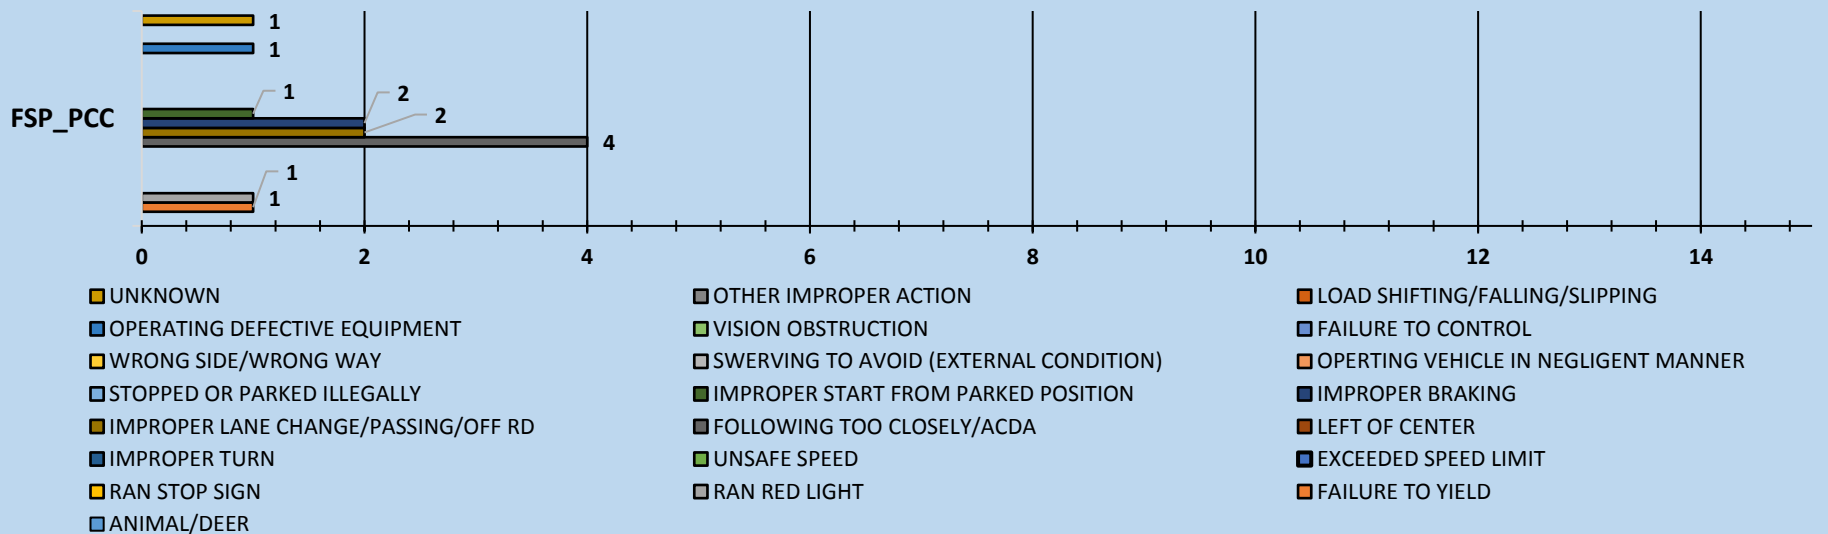 1
1
1
2
2
FSP_PCC
4
1
1
0 2 4 6 8 10 12 14
UNKNOWN OTHER IMPROPER ACTION LOAD SHIFTING/FALLING/SLIPPING
OPERATING DEFECTIVE EQUIPMENT VISION OBSTRUCTION FAILURE TO CONTROL
WRONG SIDE/WRONG WAY SWERVING TO AVOID (EXTERNAL CONDITION) OPERTING VEHICLE IN NEGLIGENT MANNER
STOPPED OR PARKED ILLEGALLY IMPROPER START FROM PARKED POSITION IMPROPER BRAKING
IMPROPER LANE CHANGE/PASSING/OFF RD FOLLOWING TOO CLOSELY/ACDA LEFT OF CENTER
IMPROPER TURN UNSAFE SPEED EXCEEDED SPEED LIMIT
RAN STOP SIGN RAN RED LIGHT FAILURE TO YIELD
ANIMAL/DEER